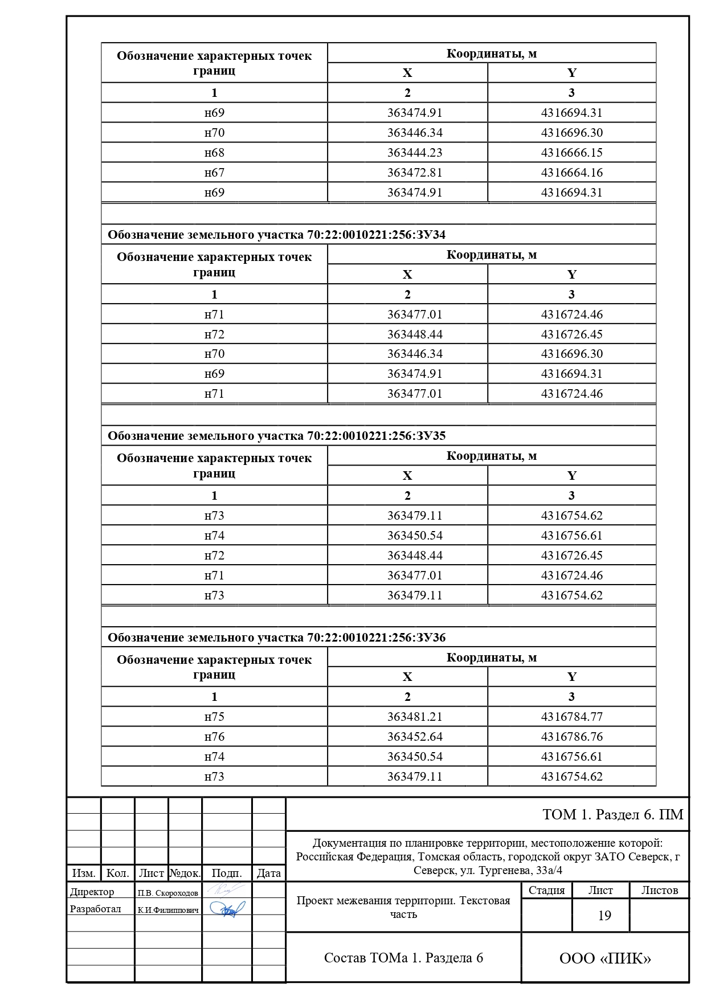 Обозначение характерных точек границ
Координаты, м
X Y
1 2 3
н69 363474.91 4316694.31
н70 363446.34 4316696.30
н68 363444.23 4316666.15
н67 363472.81 4316664.16
н69 363474.91 4316694.31
Обозначение земельного участка 70:22:0010221:256:ЗУ34
Обозначение характерных точек границ
Координаты, м
X Y
1 2 3
н71 363477.01 4316724.46
н72 363448.44 4316726.45
н70 363446.34 4316696.30
н69 363474.91 4316694.31
н71 363477.01 4316724.46
Обозначение земельного участка 70:22:0010221:256:ЗУ35
Обозначение характерных точек границ
Координаты, м
X Y
1 2 3
н73 363479.11 4316754.62
н74 363450.54 4316756.61
н72 363448.44 4316726.45
н71 363477.01 4316724.46
н73 363479.11 4316754.62
Обозначение земельного участка 70:22:0010221:256:ЗУ36
Обозначение характерных точек границ
Координаты, м
X Y
1 2 3
н75 363481.21 4316784.77
н76 363452.64 4316786.76
н74 363450.54 4316756.61
н73 363479.11 4316754.62
ТОМ 1. Раздел 6. ПМ
Документация по планировке территории, местоположение которой:
Российская Федерация, Томская область, городской округ ЗАТО Северск, г
Северск, ул. Тургенева, 33а/4
Изм. Кол. Лист №док. Подп. Дата
Директор П.В. Скороходов
Разработал К.И.Филиппович
Проект межевания территории. Текстовая
часть
Стадия Лист Листов
19
Состав ТОМа 1. Раздела 6
ООО «ПИК»